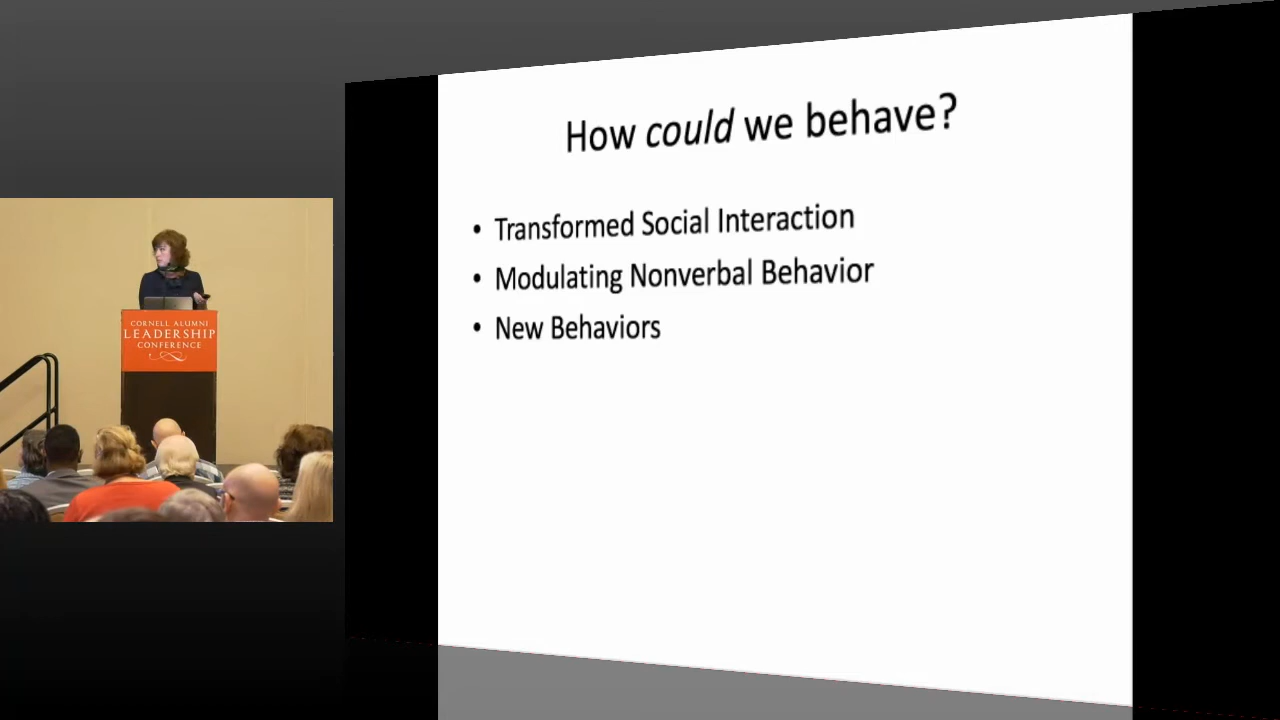 CORNELL ALUMNI
LEADERSHIP
CONFERENCE
How could we behave?
• Transformed Social Interaction
• Modulating Nonverbal Behavior
• New Behaviors